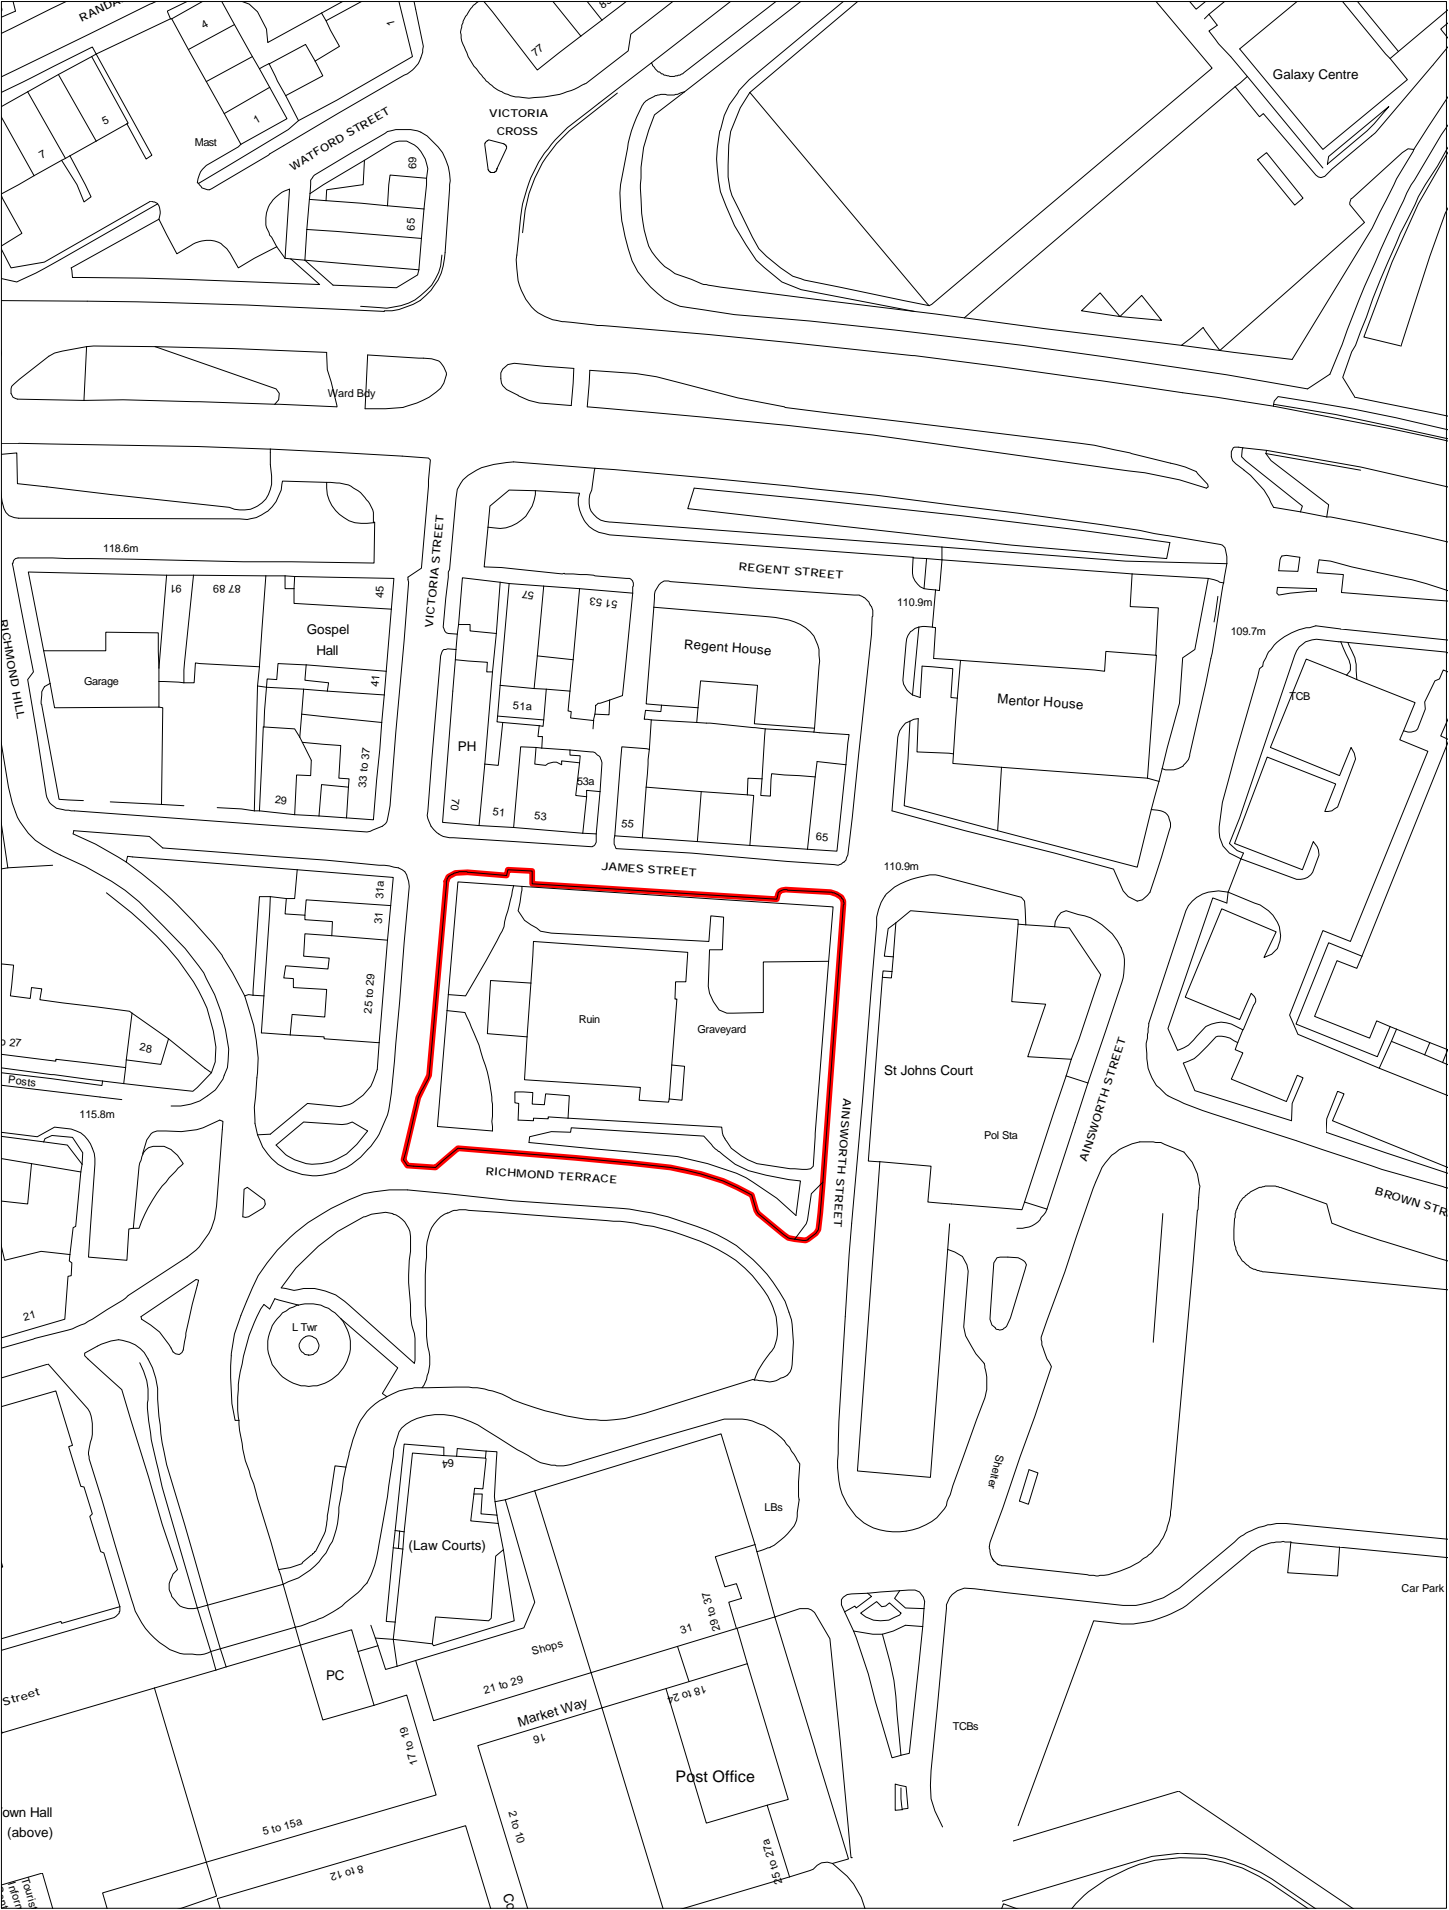 4
1
77
Galaxy Centre
VICTORIA
CROSS
5
1
7
Mast
WATFORD STREET
69
65
Ward Bdy
118.6m
VICTORIA STREET
REGENT STREET
91
87 89
45
57
51 53
110.9m
109.7m
Gospel
Hall
Regent House
RICHMOND HILL
Garage
41
51a
Mentor House
TCB
PH
33 to 37
53a
29
70
51
53
55
65
JAMES STREET
110.9m
31a
31
25 to 29
Ruin
Graveyard
28
Posts
115.8m
St Johns Court
AINSWORTH STREET
AINSWORTH STREET
Pol Sta
RICHMOND TERRACE
BROWN STR
21
L Twr
64
(Law Courts)
Shelter
LBs
Car Park
29 to 37
31
Shops
PC
21 to 29
18 to 24
Street
Market Way
16
17 to 19
TCBs
Post Office
own Hall
(above)
5 to 15a
2 to 10
8 to 12
25 to 27a